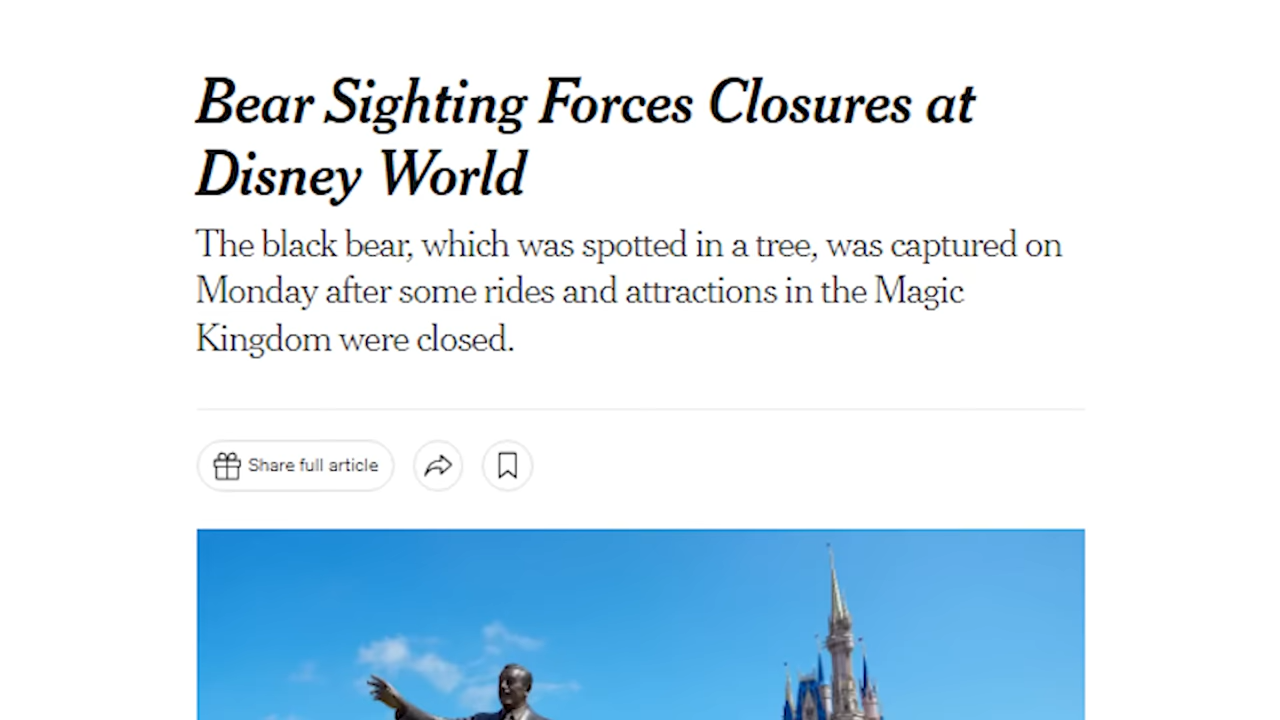 Bear Sighting Forces Closures at
Disney World
The black bear, which was spotted in a tree, was captured on
Monday after some rides and attractions in the Magic
Kingdom were closed.
Share full article